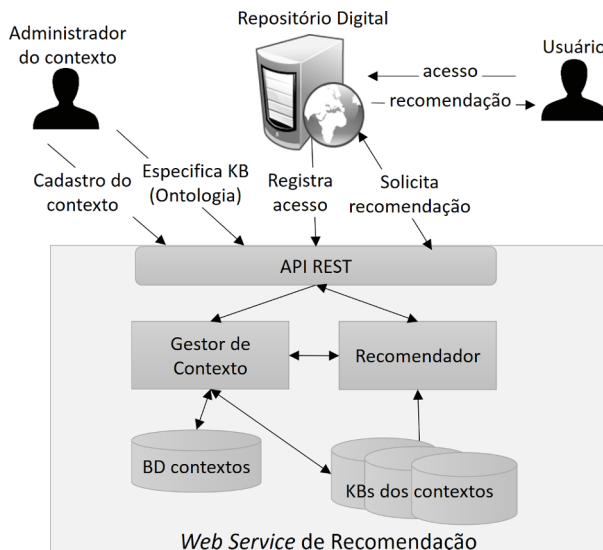 Repositório Digital
Administrador
do contexto
Usuário
acesso
recomendação
Cadastro do
contexto
Especifica KB
(Ontologia)
Registra
acesso
Solicita
recomendação
API REST
Gestor de
Contexto
Recomendador
BD contextos
KBs dos contextos
Web Service de Recomendação